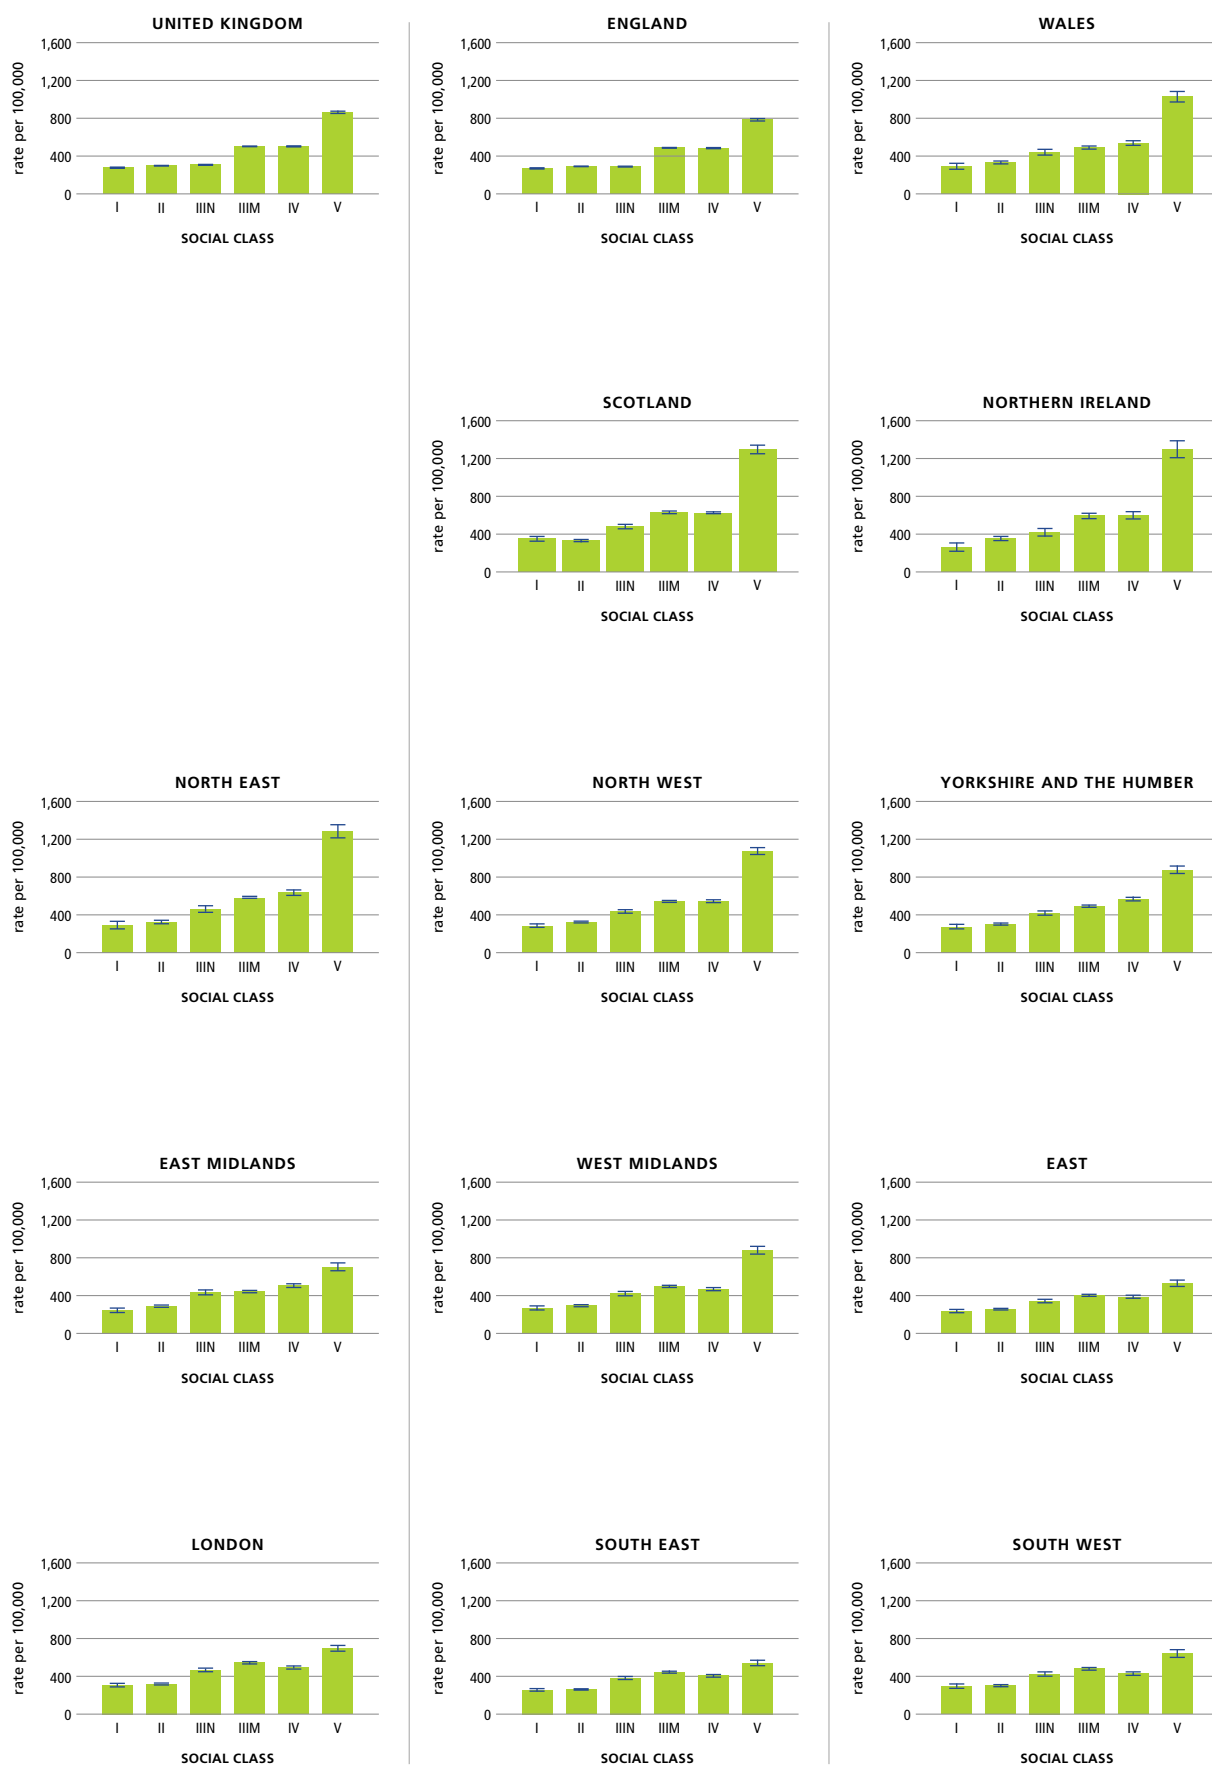 UNITED KINGDOM
rate per 100,000
1,600
1,200
800
400
0
I II IIIN IIIM IV V
SOCIAL CLASS
ENGLAND
rate per 100,000
1,600
1,200
800
400
0
I II IIIN IIIM IV V
SOCIAL CLASS
WALES
rate per 100,000
1,600
1,200
800
400
0
I II IIIN IIIM IV V
SOCIAL CLASS
SCOTLAND
rate per 100,000
1,600
1,200
800
400
0
I II IIIN IIIM IV V
SOCIAL CLASS
NORTHERN IRELAND
rate per 100,000
1,600
1,200
800
400
0
I II IIIN IIIM IV V
SOCIAL CLASS
NORTH EAST
rate per 100,000
1,600
1,200
800
400
0
I II IIIN IIIM IV V
SOCIAL CLASS
NORTH WEST
rate per 100,000
1,600
1,200
800
400
0
I II IIIN IIIM IV V
SOCIAL CLASS
YORKSHIRE AND THE HUMBER
rate per 100,000
1,600
1,200
800
400
0
I II IIIN IIIM IV V
SOCIAL CLASS
EAST MIDLANDS
rate per 100,000
1,600
1,200
800
400
0
I II IIIN IIIM IV V
SOCIAL CLASS
WEST MIDLANDS
rate per 100,000
1,600
1,200
800
400
0
I II IIIN IIIM IV V
SOCIAL CLASS
EAST
rate per 100,000
1,600
1,200
800
400
0
I II IIIN IIIM IV V
SOCIAL CLASS
LONDON
rate per 100,000
1,600
1,200
800
400
0
I II IIIN IIIM IV V
SOCIAL CLASS
SOUTH EAST
rate per 100,000
1,600
1,200
800
400
0
I II IIIN IIIM IV V
SOCIAL CLASS
SOUTH WEST
rate per 100,000
1,600
1,200
800
400
0
I II IIIN IIIM IV V
SOCIAL CLASS